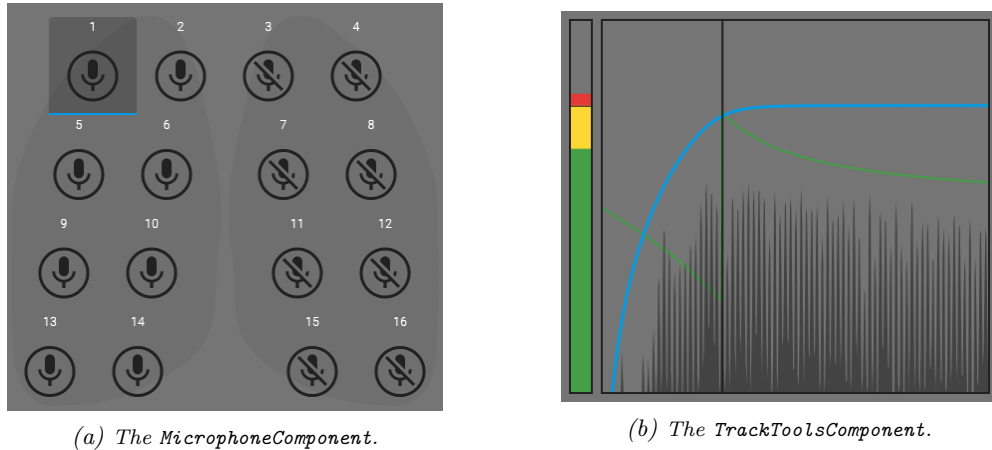 1 2 3 4
5 6 7 8
9 10 11 12
13 14 15 16
(a) The MicrophoneComponent.
(b) The TrackToolsComponent.